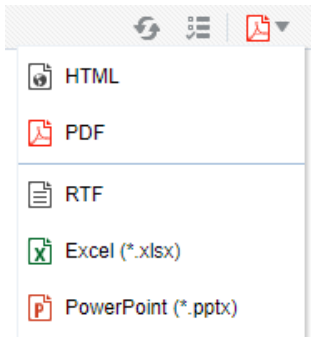 HTML
PDF
RTF
Excel (*.xlsx)
PowerPoint (*.pptx)